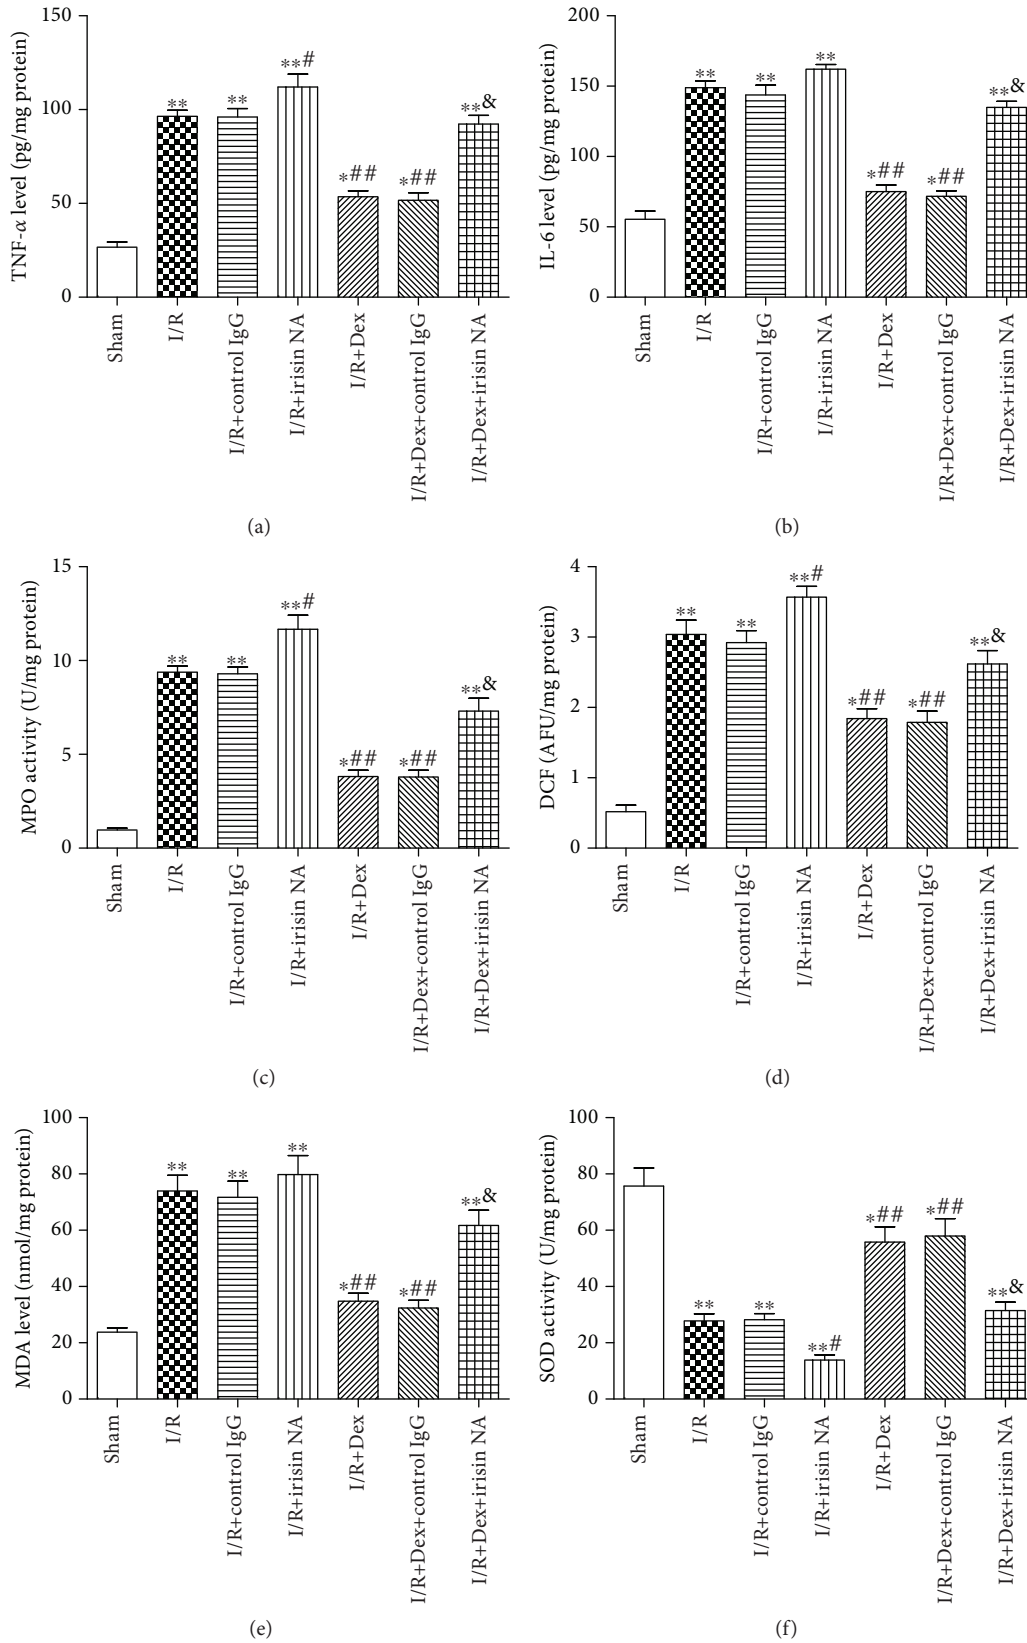 TNF-α level (pg/mg protein)
150
100
50
0
**
**
**#
*##
*##
**&
Sham
I/R
I/R+control IgG
I/R+irisin NA
I/R+Dex
I/R+Dex+control IgG
I/R+Dex+irisin NA
(a)
IL-6 level (pg/mg protein)
200
150
100
50
0
**
**
**
*##
*##
**&
Sham
I/R
I/R+control IgG
I/R+irisin NA
I/R+Dex
I/R+Dex+control IgG
I/R+Dex+irisin NA
(b)
MPO activity (U/mg protein)
15
10
5
0
**
**
**#
*##
*##
**&
Sham
I/R
I/R+control IgG
I/R+irisin NA
I/R+Dex
I/R+Dex+control IgG
I/R+Dex+irisin NA
(c)
DCF (AFU/mg protein)
4
3
2
1
0
**
**
**#
*##
*##
**&
Sham
I/R
I/R+control IgG
I/R+irisin NA
I/R+Dex
I/R+Dex+control IgG
I/R+Dex+irisin NA
(d)
MDA level (nmol/mg protein)
100
80
60
40
20
0
**
**
**
*##
*##
**&
Sham
I/R
I/R+control IgG
I/R+irisin NA
I/R+Dex
I/R+Dex+control IgG
I/R+Dex+irisin NA
(e)
SOD activity (U/mg protein)
100
80
60
40
20
0
**
**
**#
*##
*##
**&
Sham
I/R
I/R+control IgG
I/R+irisin NA
I/R+Dex
I/R+Dex+control IgG
I/R+Dex+irisin NA
(f)